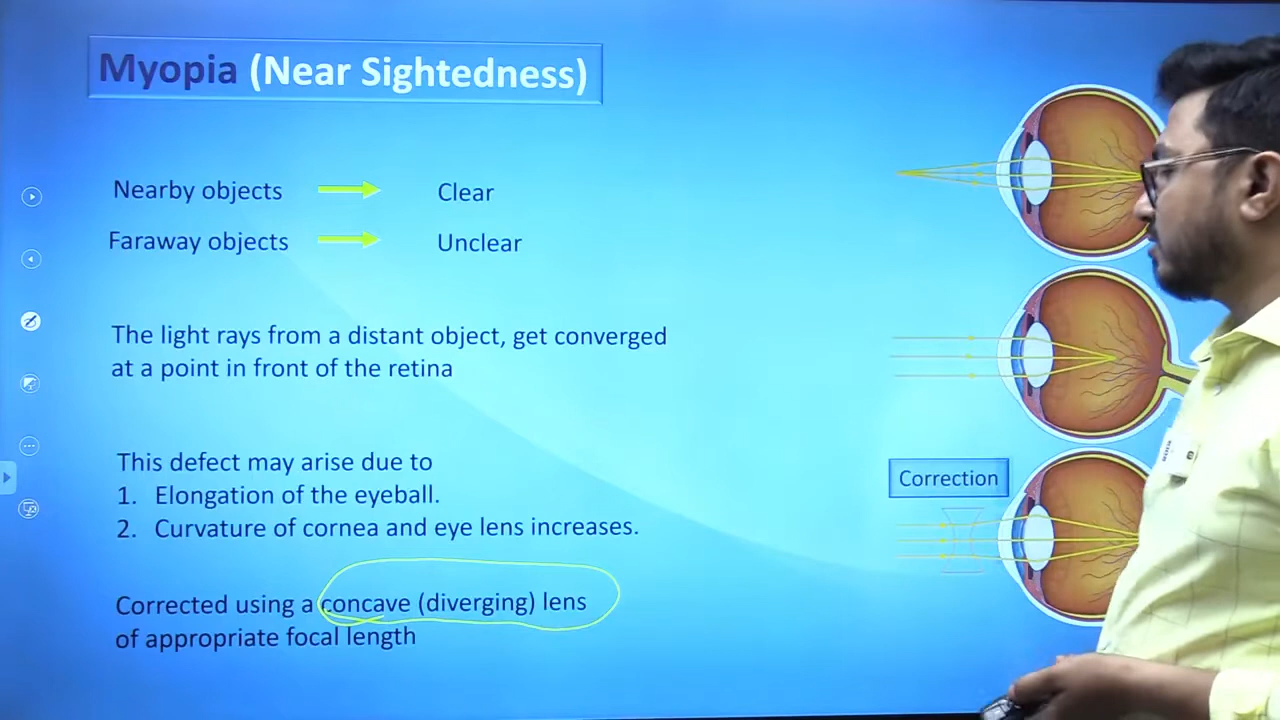 Myopia (Near Sightedness)
Nearby objects Clear
Faraway objects Unclear
The light rays from a distant object, get converged
at a point in front of the retina
This defect may arise due to
1. Elongation of the eyeball.
2. Curvature of cornea and eye lens increases.
Correction
Corrected using a concave (diverging) lens
of appropriate focal length